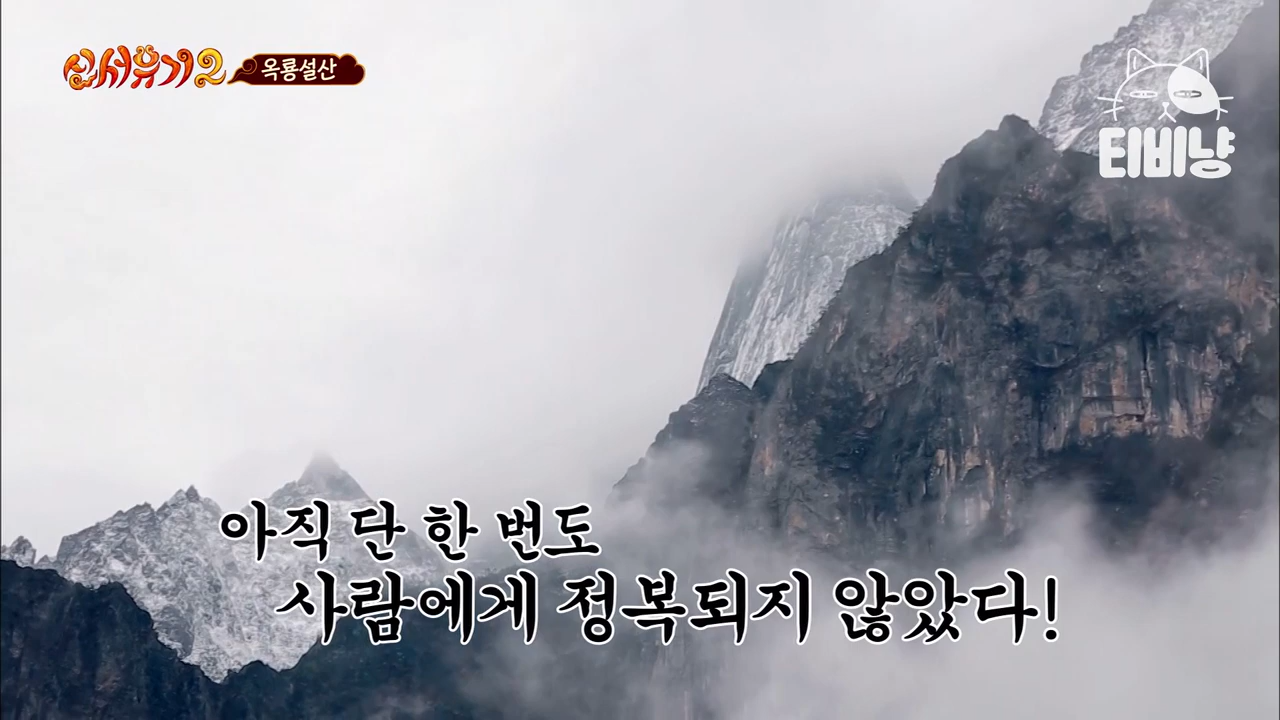 신서유기2
옥룡설산
티비냥
아직 단 한 번도
사람에게 정복되지 않았다!